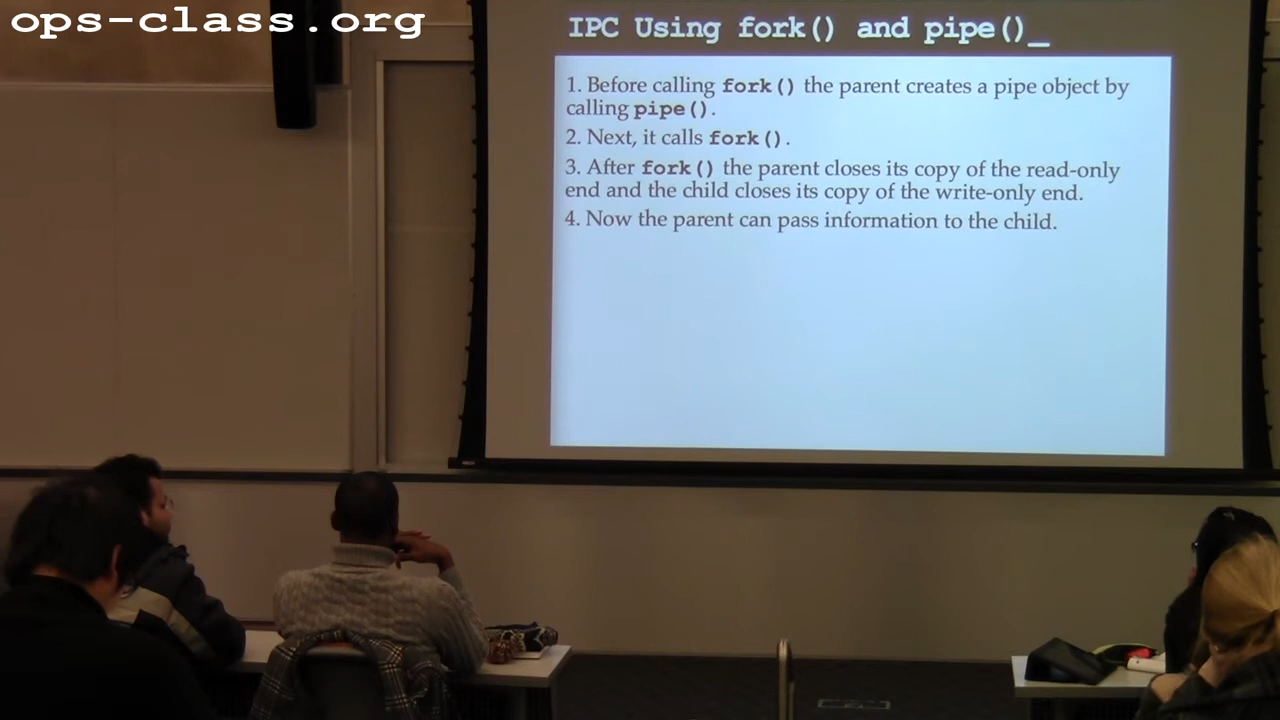 ops-class.org
IPC Using fork() and pipe()_
1. Before calling fork() the parent creates a pipe object by
calling pipe().
2. Next, it calls fork().
3. After fork() the parent closes its copy of the read-only
end and the child closes its copy of the write-only end.
4. Now the parent can pass information to the child.